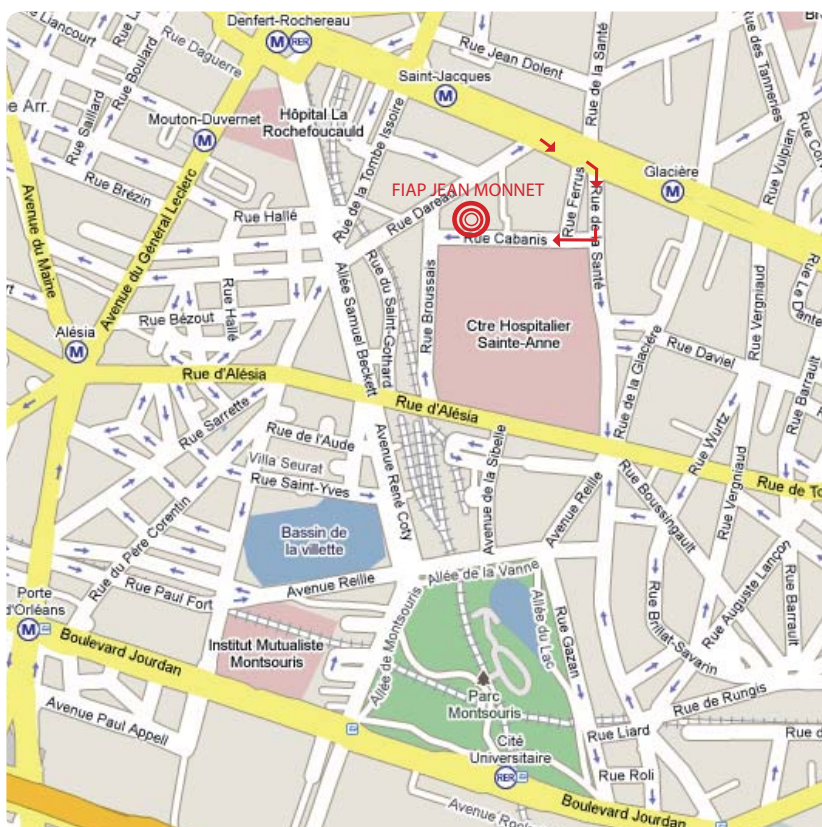 Denfert-Rochereau
M
RER
Liancourt
Rue Daguerre
Rue Boulard
Rue Saillard
Rue Jean Dolent
Rue de la Santé
Rue des Tanneries
Saint-Jacques
M
Arr.
Mouton-Duvernet
M
Hôpital La
Rochefoucauld
Rue de la Tombe Issoire
Rue Vulpian
Glacière
M
Rue Brézin
Avenue du Général Leclerc
Avenue du Maine
Rue Hallé
FIAP JEAN MONNET
Rue Dareau
Rue Ferrus
Rue de la Santé
Rue Cabanis
Allée Samuel Beckett
Rue du Saint-Gothard
Rue Broussais
Rue Hallé
Rue Bézout
Alésia
M
Ctre Hospitalier
Sainte-Anne
Rue de la Glacière
Rue Daviel
Rue Vergniaud
Rue Barrault
Rue d'Alésia
Rue d'Alésia
Rue Sarrette
Rue de l'Aude
Villa Seurat
Rue Saint-Yves
Avenue René Coty
Avenue de la Sibelle
Avenue Reille
Rue Wurtz
Rue Vergniaud
Rue Boussingault
Rue de To
Rue du Père Corentin
Bassin de
la villette
Avenue Reille
Allée de la Vanne
Rue Paul Fort
Porte
d'Orléans
M
Boulevard Jourdan
Institut Mutualiste
Montsouris
Allée de Montsouris
Allée du Lac
Rue Gazan
Rue Brillat-Savarin
Rue Auguste Lançon
Rue Barrault
Parc
Montsouris
Avenue Paul Appell
Rue de Rungis
Rue Liard
Rue d
Cité
Universitaire
RER
Rue Roli
Boulevard Jourdan
Avenue